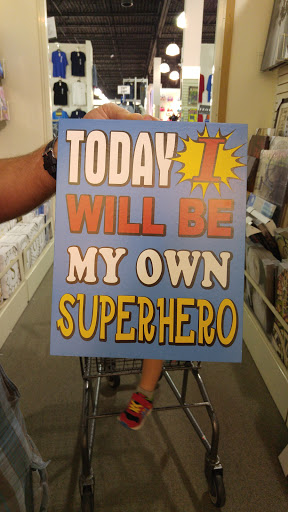 TODAY I
WILL BE
MY OWN
SUPERHERO